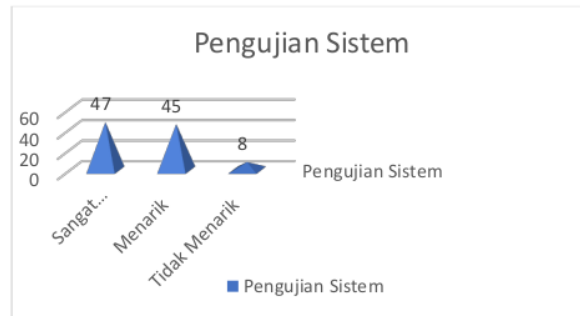 Pengujian Sistem
47
45
8
60
40
20
0
Pengujian Sistem
Sangat...
Menarik
Tidak Menarik
Pengujian Sistem